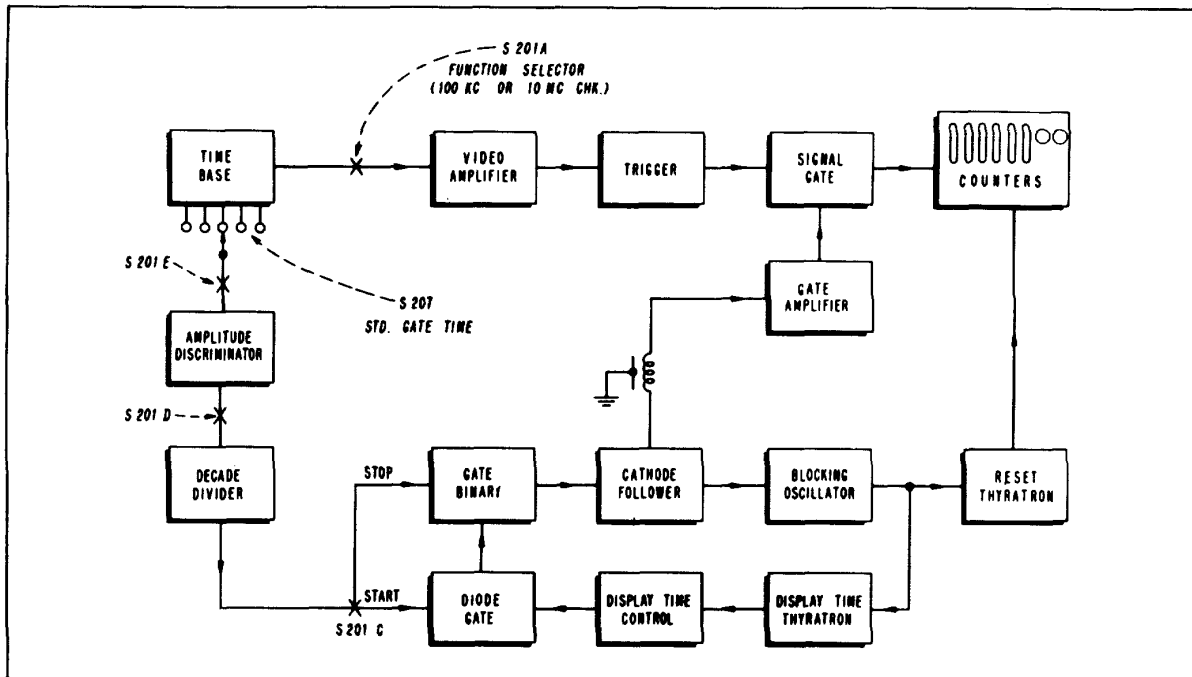 S 201A
FUNCTION SELECTOR
(100 KC OR 10 MC CHK.)
TIME
BASE
VIDEO
AMPLIFIER
TRIGGER
SIGNAL
GATE
COUNTERS
S 201 E
S 207
STD. GATE TIME
GATE
AMPLIFIER
AMPLITUDE
DISCRIMINATOR
S 201 D
DECADE
DIVIDER
STOP
GATE
BINARY
CATHODE
FOLLOWER
BLOCKING
OSCILLATOR
RESET
THYRATRON
START
S 201 C
DIODE
GATE
DISPLAY TIME
CONTROL
DISPLAY TIME
THYRATRON